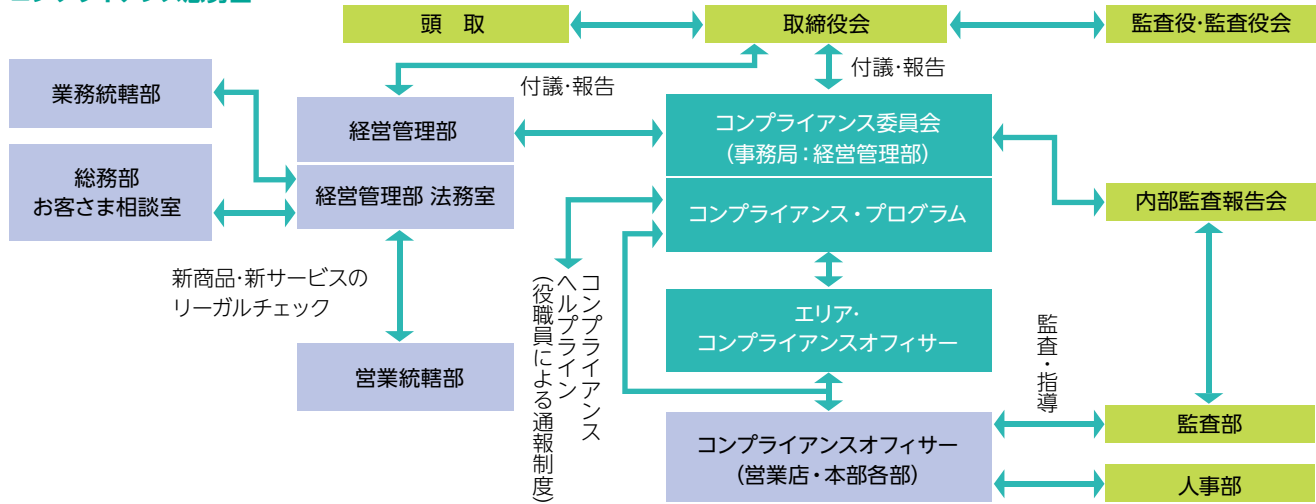 頭　取
取締役会
監査役・監査役会
付議・報告
付議・報告
業務統轄部
経営管理部
コンプライアンス委員会
(事務局：経営管理部)
総務部
お客さま相談室
経営管理部 法務室
コンプライアンス・プログラム
内部監査報告会
新商品・新サービスの
リーガルチェック
コンプライアンス
ヘルプライン
(役職員による通報制度)
エリア・
コンプライアンスオフィサー
監査・指導
営業統轄部
コンプライアンスオフィサー
(営業店・本部各部)
監査部
人事部